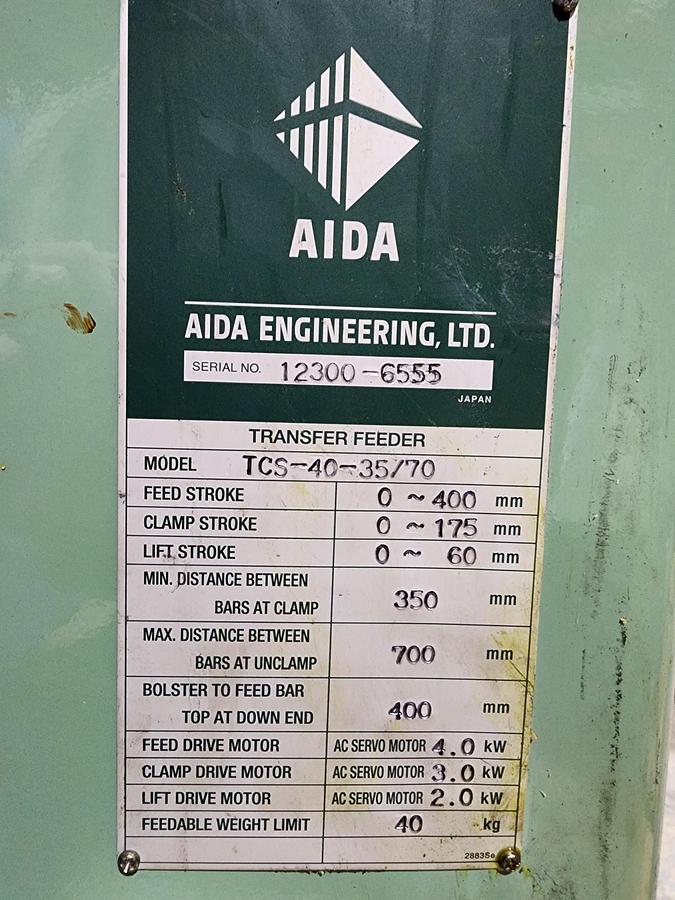 AIDA
AIDA ENGINEERING, LTD.
SERIAL NO. 12300-6555
JAPAN
TRANSFER FEEDER
MODEL TCS-40-35/70
FEED STROKE 0 ~ 400 mm
CLAMP STROKE 0 ~ 175 mm
LIFT STROKE 0 ~ 60 mm
MIN. DISTANCE BETWEEN
BARS AT CLAMP 350 mm
MAX. DISTANCE BETWEEN
BARS AT UNCLAMP 700 mm
BOLSTER TO FEED BAR
TOP AT DOWN END 400 mm
FEED DRIVE MOTOR AC SERVO MOTOR 4.0 kW
CLAMP DRIVE MOTOR AC SERVO MOTOR 3.0 kW
LIFT DRIVE MOTOR AC SERVO MOTOR 2.0 kW
FEEDABLE WEIGHT LIMIT 40 kg